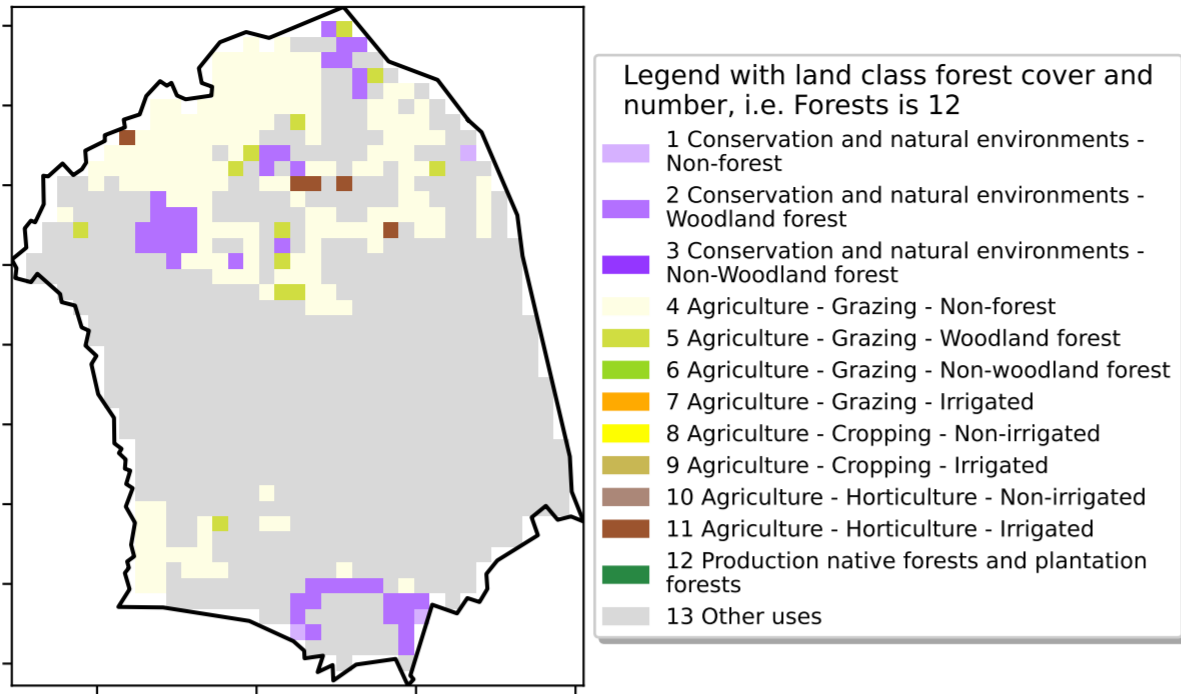 Legend with land class forest cover and
number, i.e. Forests is 12
1 Conservation and natural environments -
Non-forest
2 Conservation and natural environments -
Woodland forest
3 Conservation and natural environments -
Non-Woodland forest
4 Agriculture - Grazing - Non-forest
5 Agriculture - Grazing - Woodland forest
6 Agriculture - Grazing - Non-woodland forest
7 Agriculture - Grazing - Irrigated
8 Agriculture - Cropping - Non-irrigated
9 Agriculture - Cropping - Irrigated
10 Agriculture - Horticulture - Non-irrigated
11 Agriculture - Horticulture - Irrigated
12 Production native forests and plantation
forests
13 Other uses